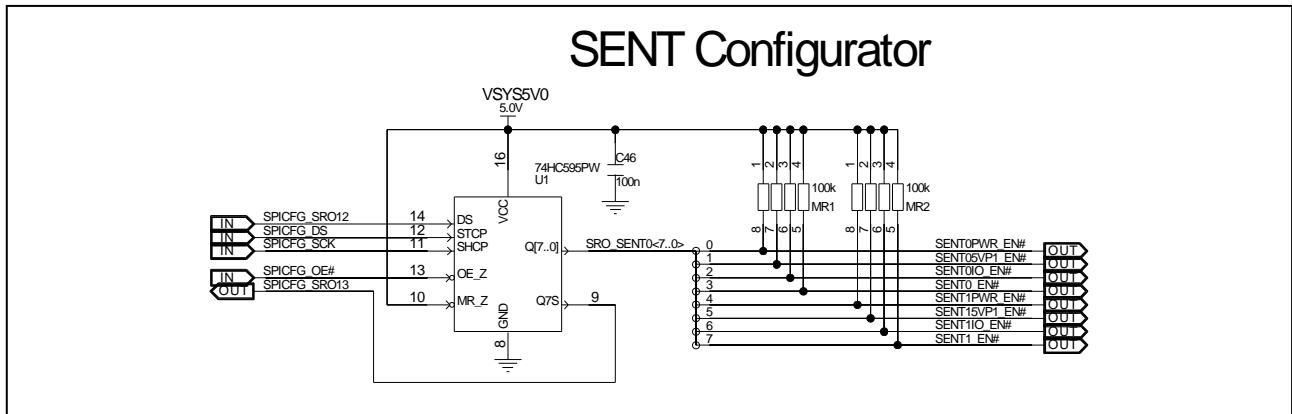 SENT Configurator
VSYS5V0
5.0V
16
74HC595PW
U1
C46
100n
1 2 3 4
100k
MR1
8 7 6 5
1 2 3 4
100k
MR2
8 7 6 5
IN SPICFG_SRO12 14 DS
IN SPICFG_DS 12 STCP
IN SPICFG_SCK 11 SHCP
IN SPICFG_OE# 13 OE_Z
OUT SPICFG_SRO13
10 MR_Z
VCC
Q[7..0] SRO_SENT0<7..0>
Q7S 9
GND
8
0 SENT0PWR_EN# OUT
1 SENT05VP1_EN# OUT
2 SENT0IO_EN# OUT
3 SENT0_EN# OUT
4 SENT1PWR_EN# OUT
5 SENT15VP1_EN# OUT
6 SENT1IO_EN# OUT
7 SENT1_EN# OUT